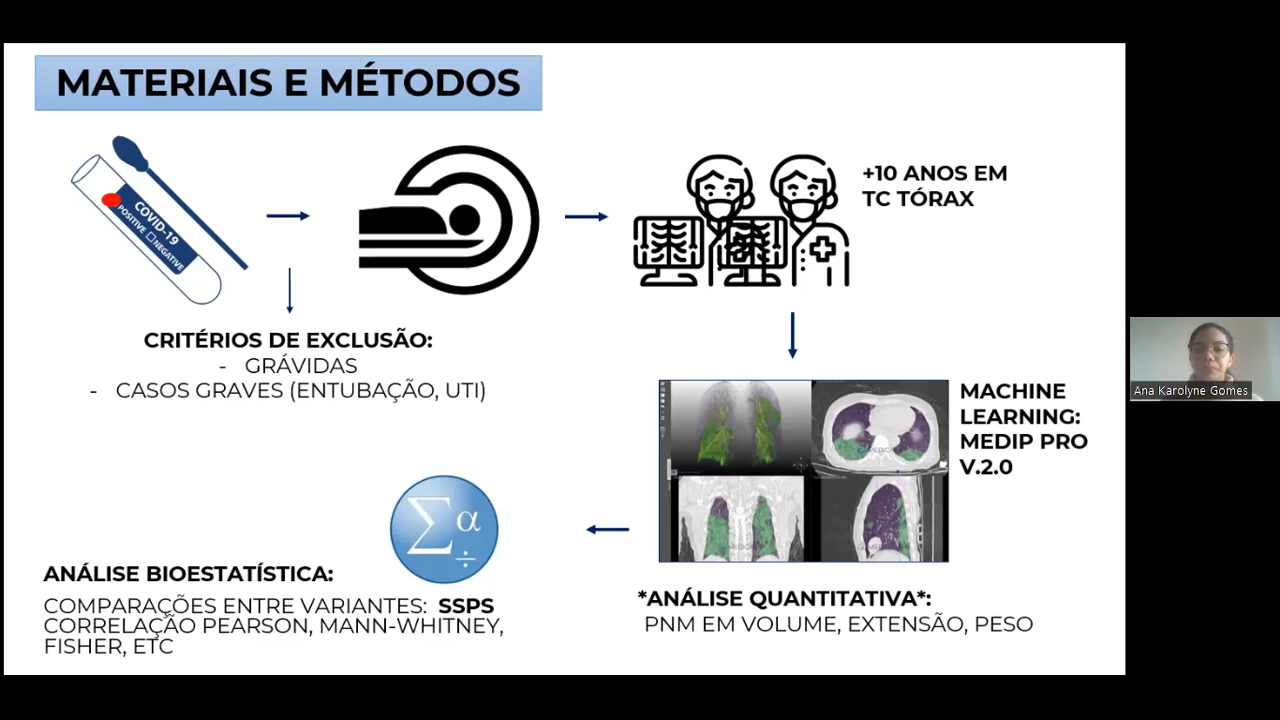 MATERIAIS E MÉTODOS
COVID-19
POSITIVE NEGATIVE
+10 ANOS EM
TC TÓRAX
CRITÉRIOS DE EXCLUSÃO:
- GRÁVIDAS
- CASOS GRAVES (ENTUBAÇÃO, UTI)
MACHINE
LEARNING:
MEDIP PRO
V.2.0
Ana Karolyne Gomes
Σ α ÷
*ANÁLISE QUANTITATIVA*:
PNM EM VOLUME, EXTENSÃO, PESO
ANÁLISE BIOESTATÍSTICA:
COMPARAÇÕES ENTRE VARIANTES: SSPS
CORRELAÇÃO PEARSON, MANN-WHITNEY,
FISHER, ETC